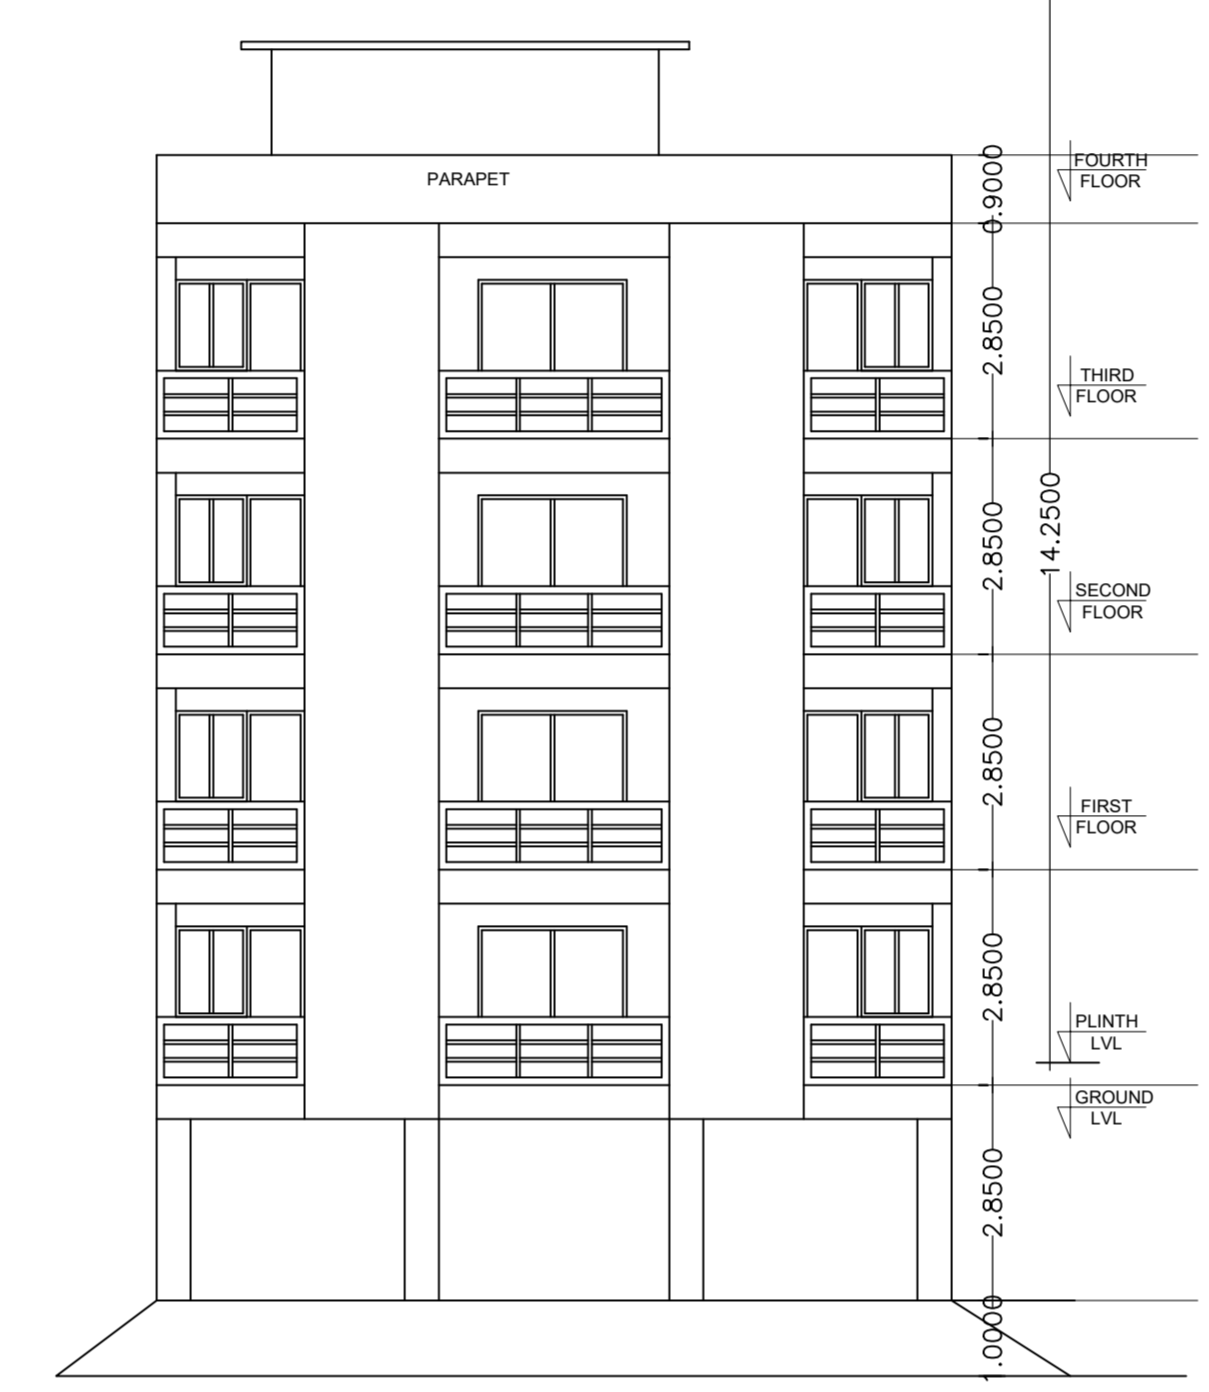 PARAPET
0.9000
FOURTH
FLOOR
2.8500
THIRD
FLOOR
2.8500
14.2500
SECOND
FLOOR
2.8500
FIRST
FLOOR
2.8500
PLINTH
LVL
GROUND
LVL
2.8500
1.0000